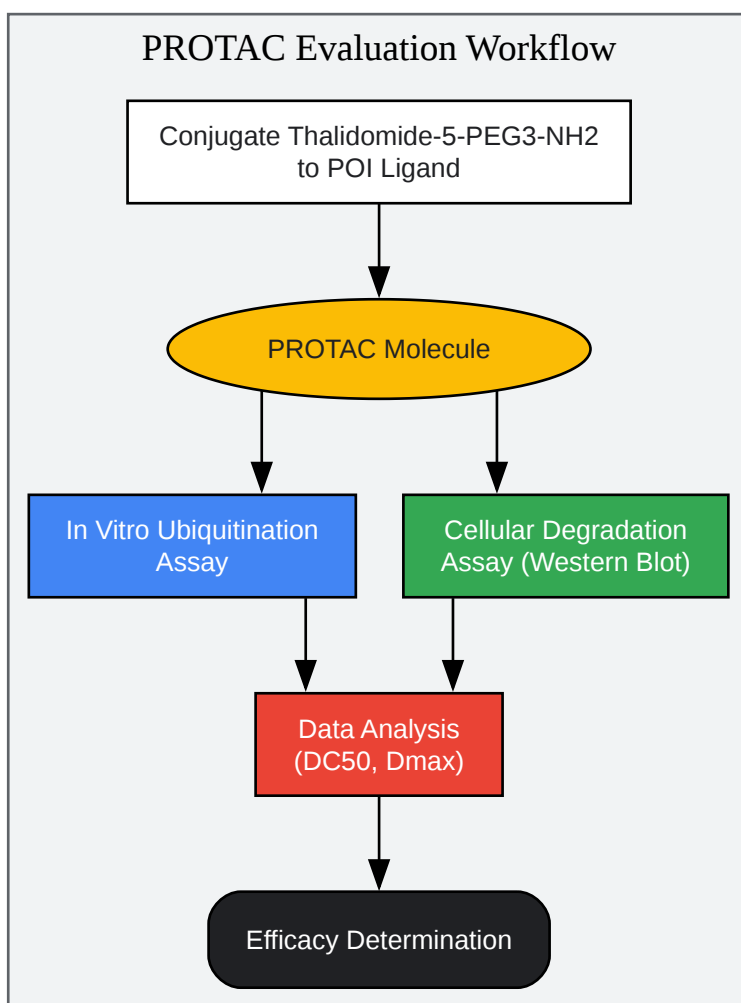 PROTAC Evaluation Workflow
Conjugate Thalidomide-5-PEG3-NH2
to POI Ligand
PROTAC Molecule
In Vitro Ubiquitination
Assay
Cellular Degradation
Assay (Western Blot)
Data Analysis
(DC50, Dmax)
Efficacy Determination